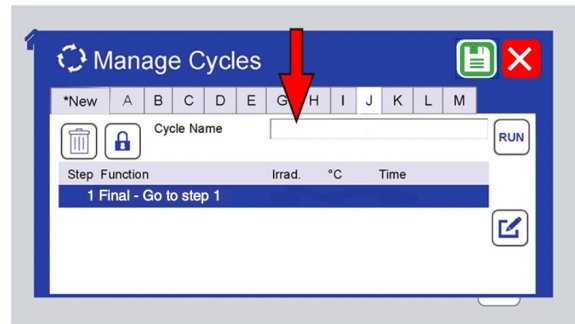 Manage Cycles
*New A B C D E G H I J K L M
Cycle Name
RUN
Step Function Irrad. °C Time
1 Final - Go to step 1